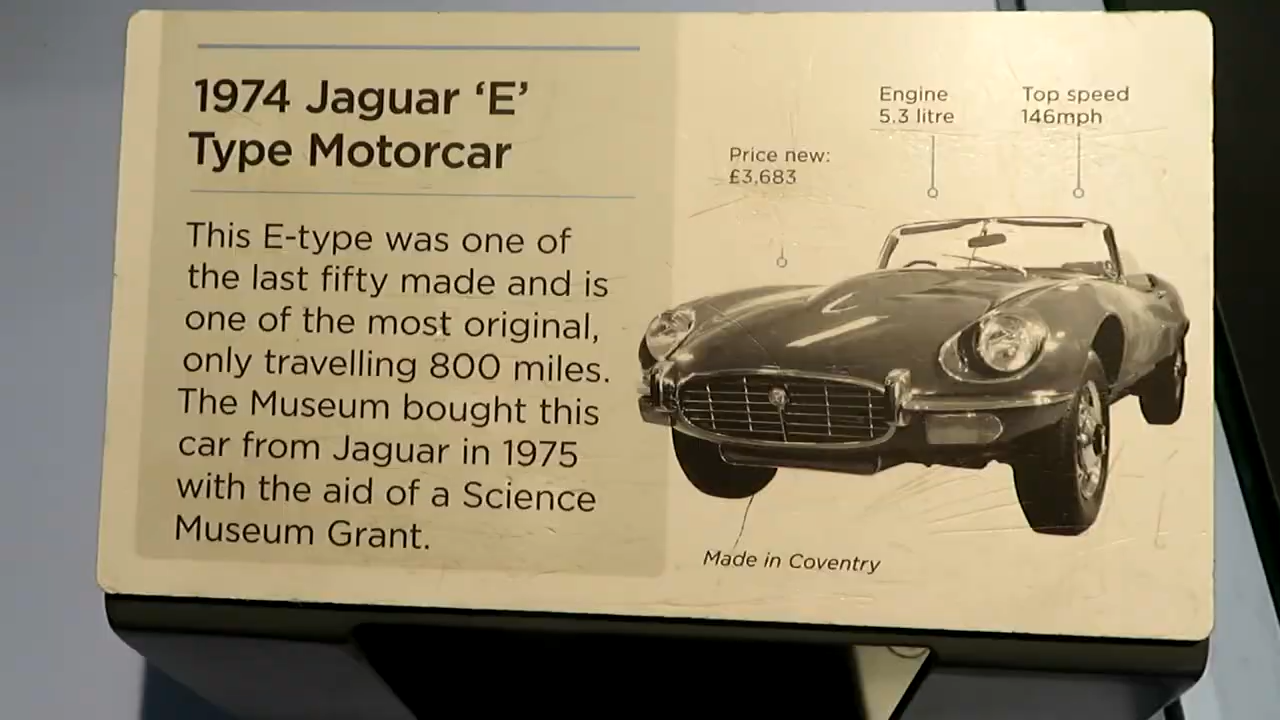 1974 Jaguar ‘E’
Type Motorcar
This E-type was one of
the last fifty made and is
one of the most original,
only travelling 800 miles.
The Museum bought this
car from Jaguar in 1975
with the aid of a Science
Museum Grant.
Price new:
£3,683
Engine
5.3 litre
Top speed
146mph
Made in Coventry